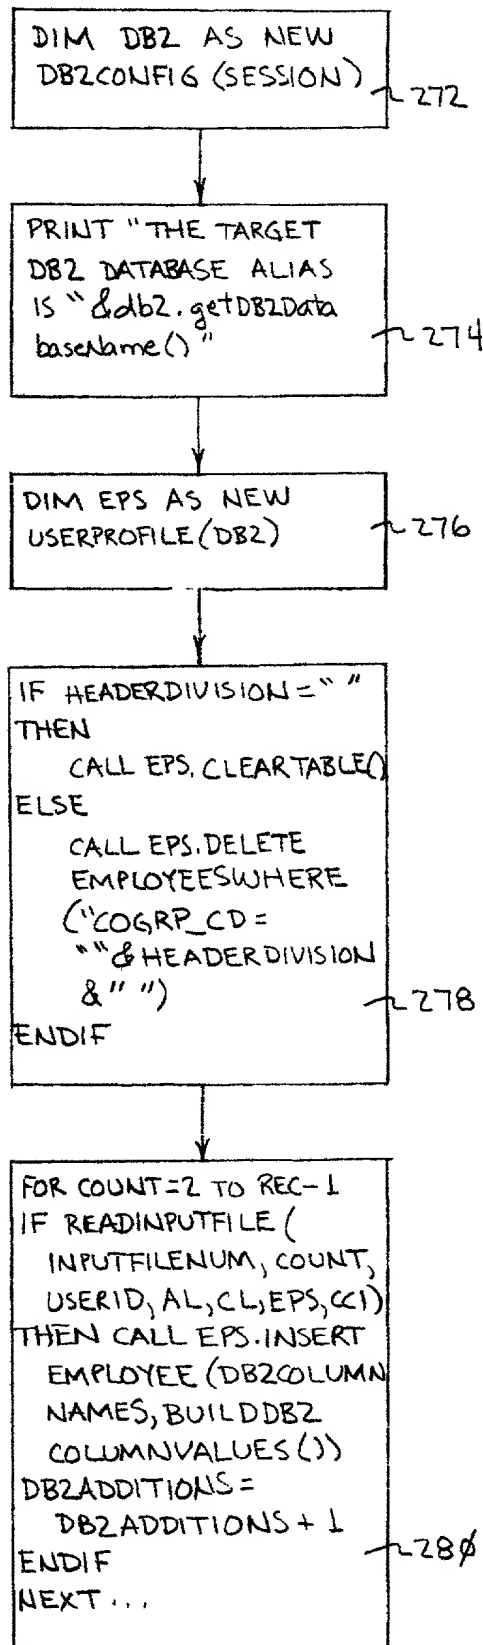 DIM DB2 AS NEW
DB2CONFIG (SESSION)
272
PRINT "THE TARGET
DB2 DATABASE ALIAS
IS "&db2.getDB2Data
baseName()"
274
DIM EPS AS NEW
USERPROFILE(DB2)
276
IF HEADERDIVISION=" "
THEN
CALL EPS.CLEARTABLE()
ELSE
CALL EPS.DELETE
EMPLOYEESWHERE
("COGRP_CD=
""&HEADERDIVISION
&" ")
278
ENDIF
FOR COUNT=2 TO REC-1
IF READINPUTFILE(
INPUTFILENUM, COUNT,
USERID, AL, CL, EPS, CC1)
THEN CALL EPS.INSERT
EMPLOYEE (DB2COLUMN
NAMES, BUILDDB2
COLUMNVALUES())
DB2ADDITIONS=
DB2ADDITIONS+1
280
ENDIF
NEXT...